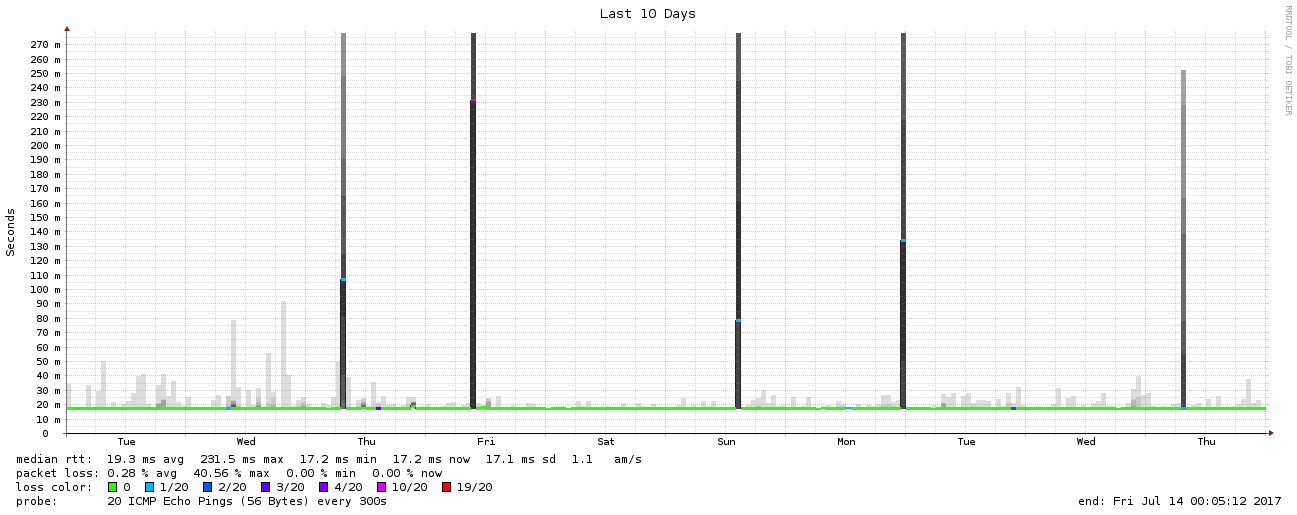 Last 10 Days
RRDTOOL / TOBI OETIKER
Seconds
270 m
260 m
250 m
240 m
230 m
220 m
210 m
200 m
190 m
180 m
170 m
160 m
150 m
140 m
130 m
120 m
110 m
100 m
90 m
80 m
70 m
60 m
50 m
40 m
30 m
20 m
10 m
0
Tue Wed Thu Fri Sat Sun Mon Tue Wed Thu
median rtt: 19.3 ms avg 231.5 ms max 17.2 ms min 17.2 ms now 17.1 ms sd 1.1 am/s
packet loss: 0.28 % avg 40.56 % max 0.00 % min 0.00 % now
loss color: 0 1/20 2/20 3/20 4/20 10/20 19/20
probe: 20 ICMP Echo Pings (56 Bytes) every 300s end: Fri Jul 14 00:05:12 2017